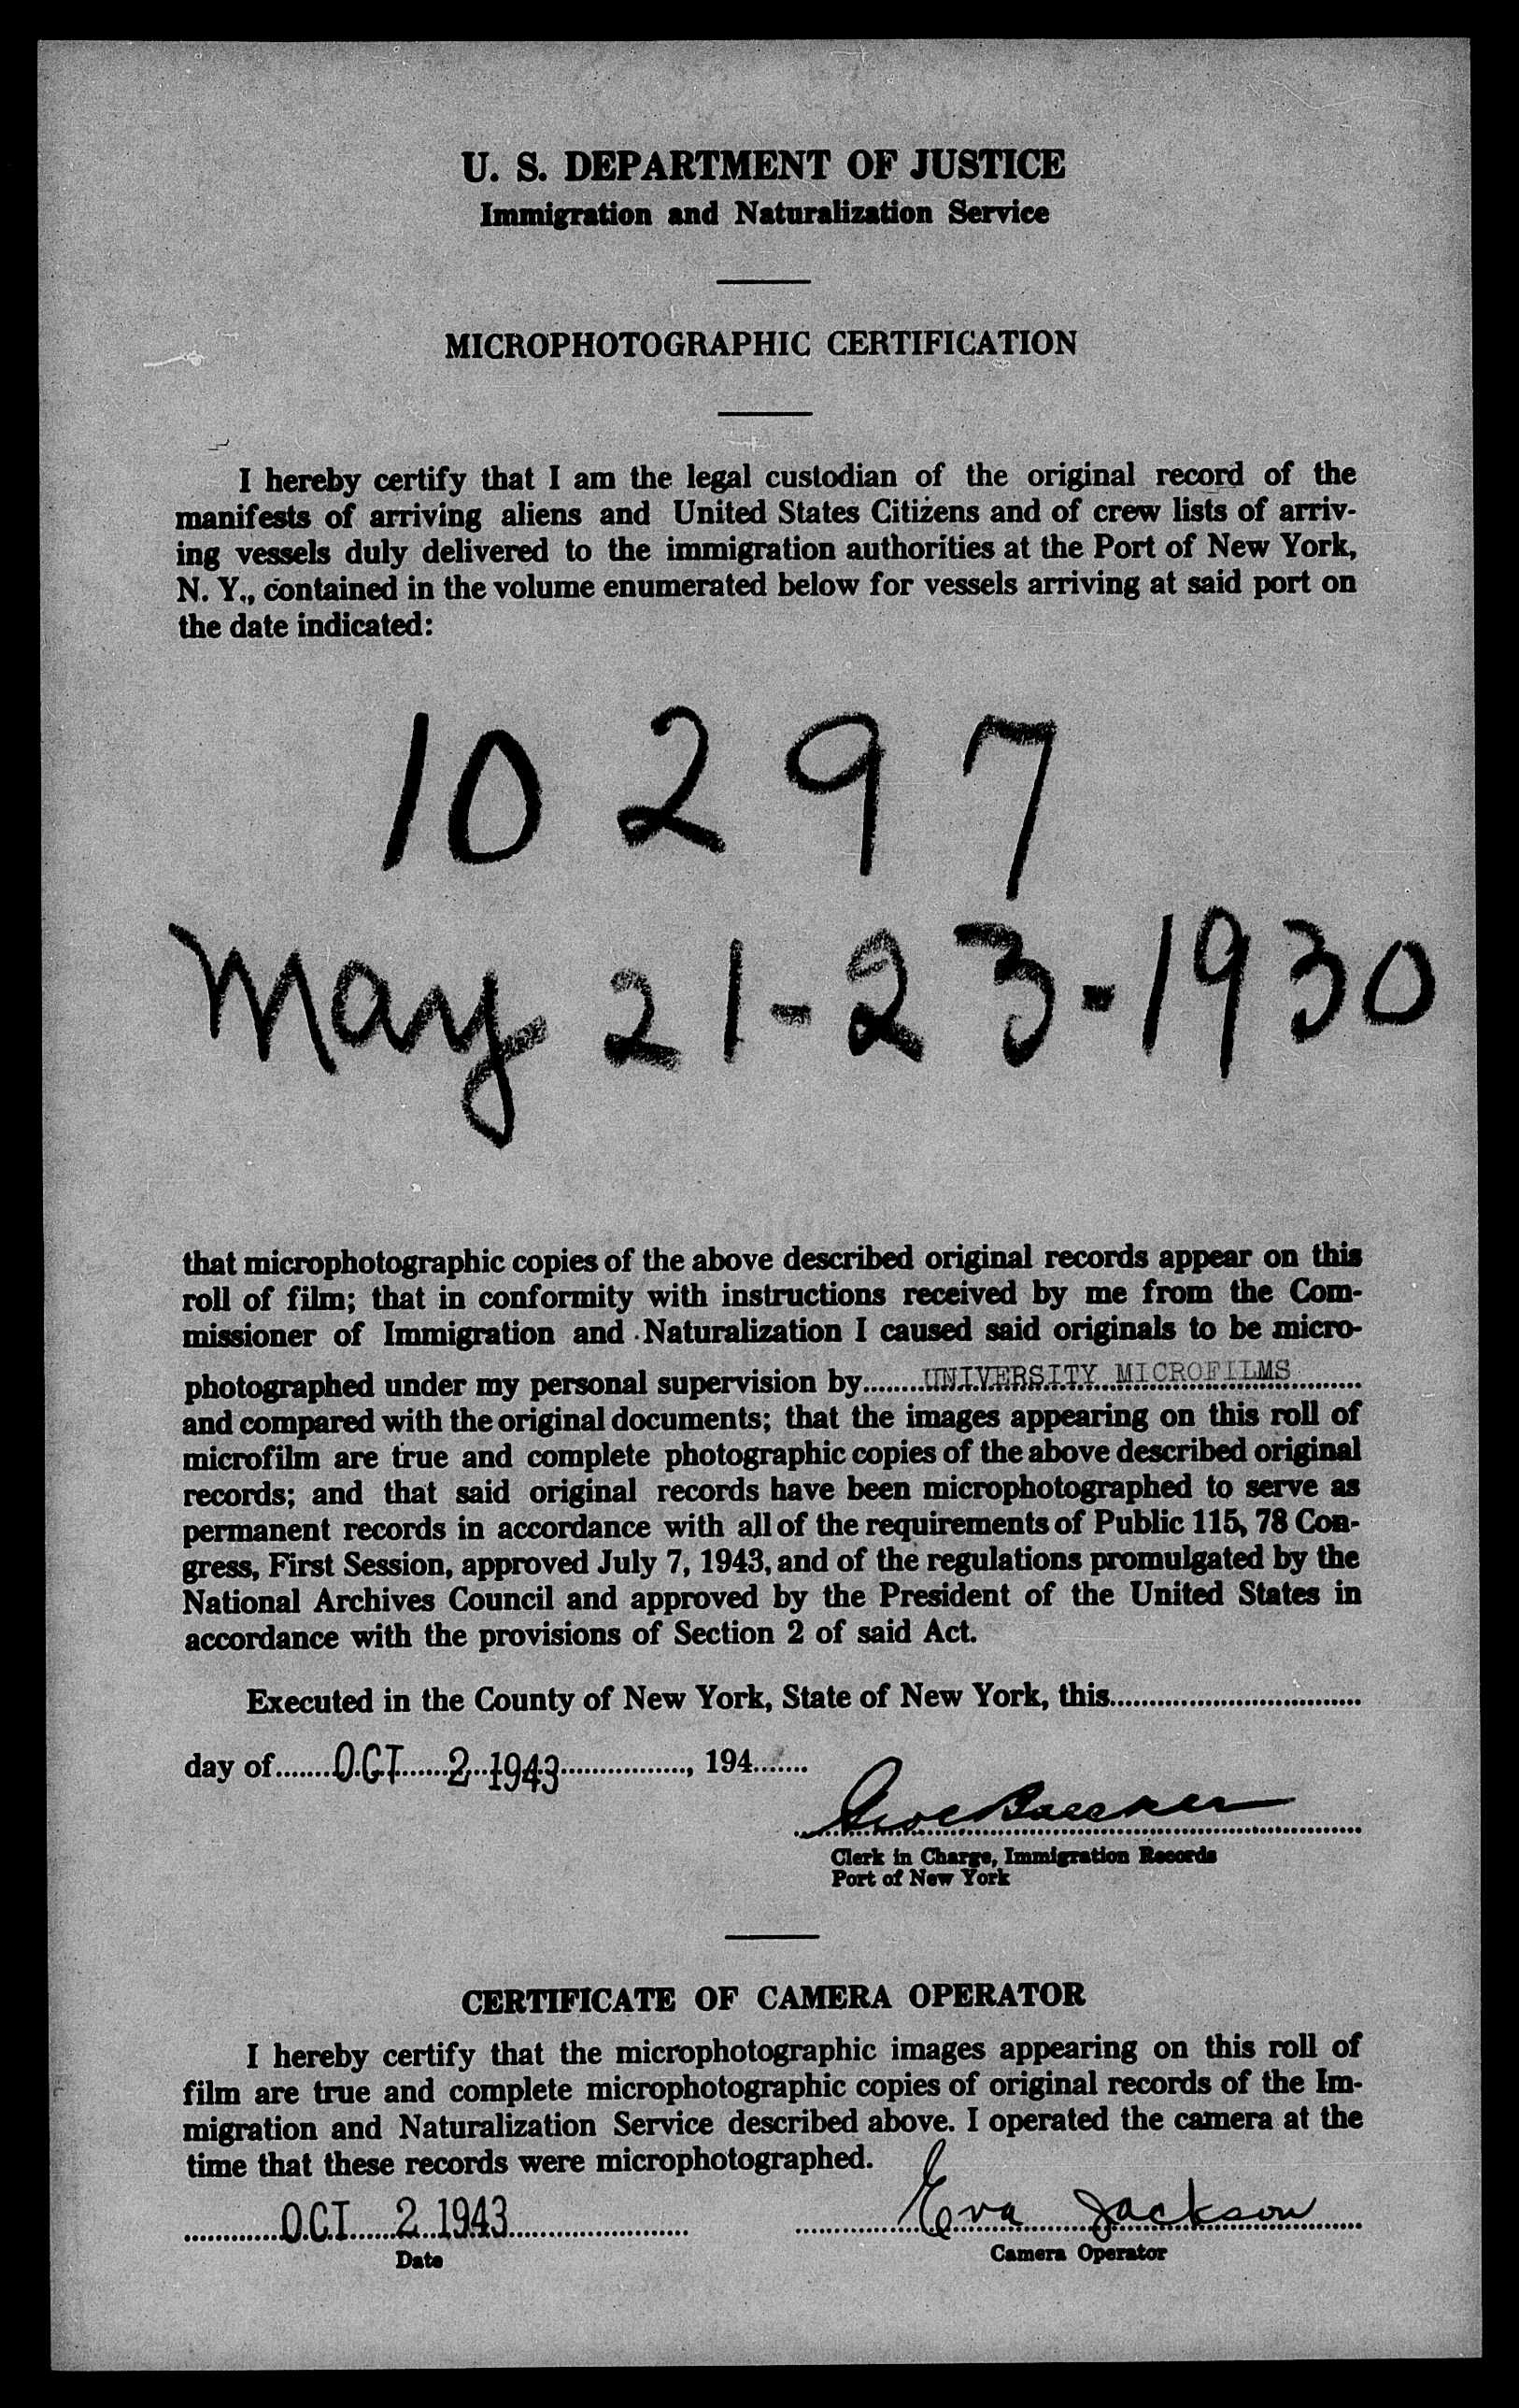 U. S. DEPARTMENT OF JUSTICE
Immigration and Naturalization Service
MICROPHOTOGRAPHIC CERTIFICATION
I hereby certify that I am the legal custodian of the original record of the
manifests of arriving aliens and United States Citizens and of crew lists of arriv-
ing vessels duly delivered to the immigration authorities at the Port of New York,
N. Y., contained in the volume enumerated below for vessels arriving at said port on
the date indicated:
10297
May 21-23-1930
that microphotographic copies of the above described original records appear on this
roll of film; that in conformity with instructions received by me from the Com-
missioner of Immigration and Naturalization I caused said originals to be micro-
photographed under my personal supervision by........UNIVERSITY MICROFILMS........
and compared with the original documents; that the images appearing on this roll of
microfilm are true and complete photographic copies of the above described original
records; and that said original records have been microphotographed to serve as
permanent records in accordance with all of the requirements of Public 115, 78 Con-
gress, First Session, approved July 7, 1943, and of the regulations promulgated by the
National Archives Council and approved by the President of the United States in
accordance with the provisions of Section 2 of said Act.
Executed in the County of New York, State of New York, this................................
day of.......OCT 2 1943................, 194.......
Clerk in Charge, Immigration Records
Port of New York
CERTIFICATE OF CAMERA OPERATOR
I hereby certify that the microphotographic images appearing on this roll of
film are true and complete microphotographic copies of original records of the Im-
migration and Naturalization Service described above. I operated the camera at the
time that these records were microphotographed.
OCT 2 1943 Eva Jackson
Date Camera Operator